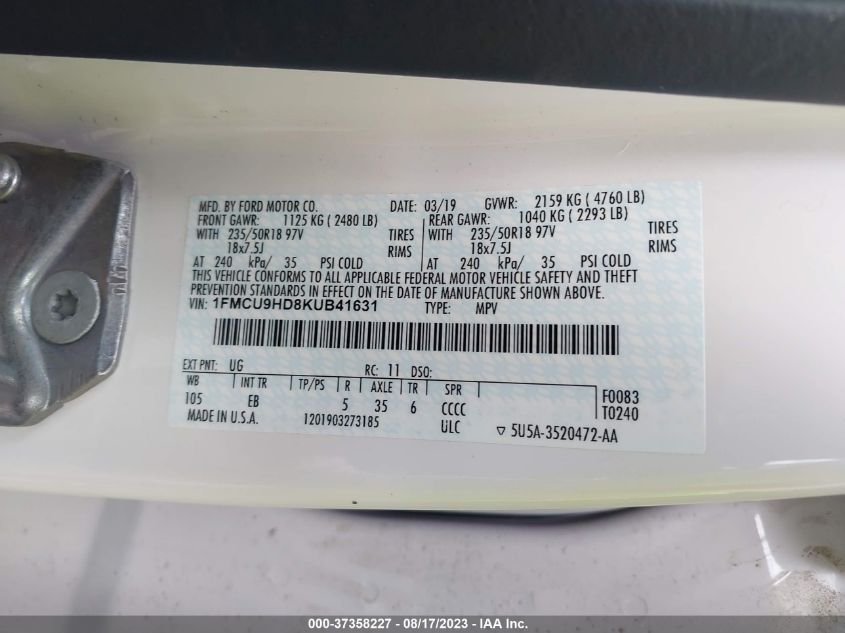 MFD. BY FORD MOTOR CO. DATE: 03/19 GVWR: 2159 KG ( 4760 LB)
FRONT GAWR: 1125 KG ( 2480 LB) REAR GAWR: 1040 KG ( 2293 LB)
WITH 235/50R18 97V TIRES WITH 235/50R18 97V TIRES
18x7.5J RIMS 18x7.5J RIMS
AT 240 kPa/ 35 PSI COLD AT 240 kPa/ 35 PSI COLD
THIS VEHICLE CONFORMS TO ALL APPLICABLE FEDERAL MOTOR VEHICLE SAFETY AND THEFT
PREVENTION STANDARDS IN EFFECT ON THE DATE OF MANUFACTURE SHOWN ABOVE.
VIN: 1FMCU9HD8KUB41631 TYPE: MPV
EXT PNT: UG RC: 11 DSO:
WB INT TR TP/PS R AXLE TR SPR F0083
105 EB 5 35 6 CCCC T0240
MADE IN U.S.A. 1201903273185 ULC ▽ 5U5A-3520472-AA
000-37358227 - 08/17/2023 - IAAI.com